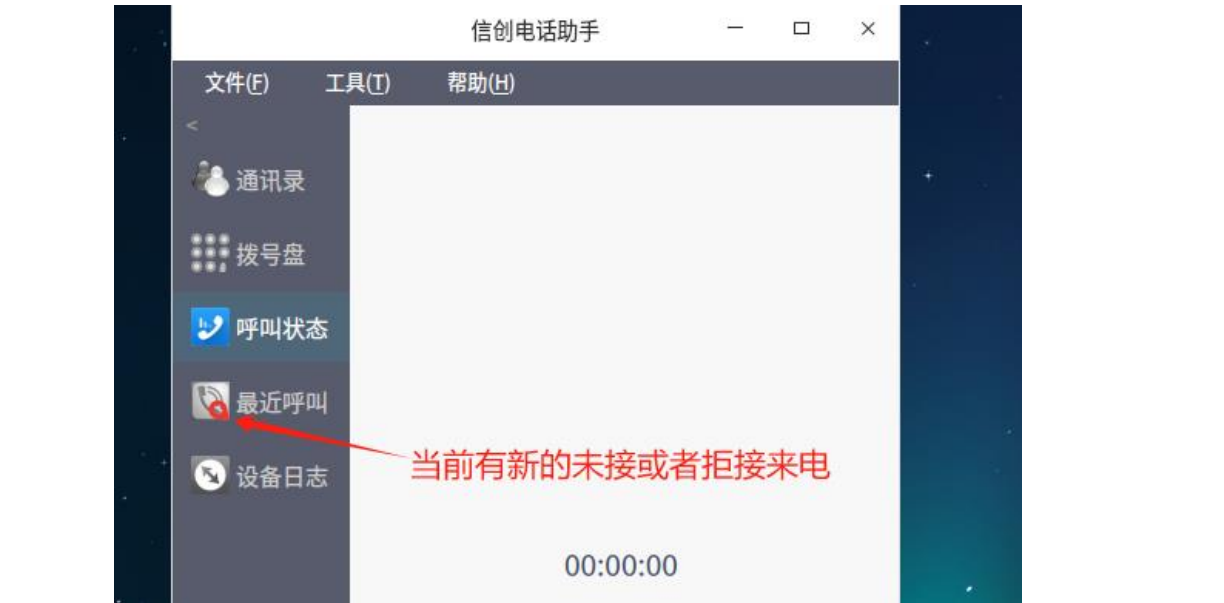 信创电话助手
文件(F) 工具(T) 帮助(H)
<
通讯录
拨号盘
呼叫状态
最近呼叫
当前有新的未接或者拒接来电
设备日志
00:00:00